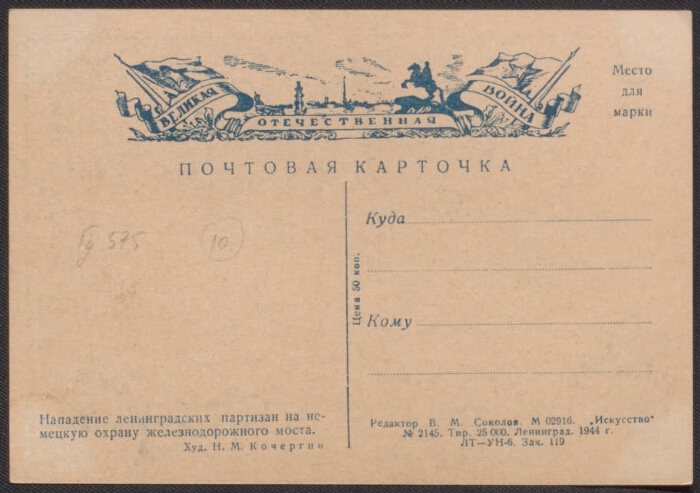 ВЕЛИКАЯ
ОТЕЧЕСТВЕННАЯ
ВОЙНА
Место
для
марки
ПОЧТОВАЯ КАРТОЧКА
575
10.
Куда
Кому
Цена 50 коп.
Нападение ленинградских партизан на не-
мецкую охрану железнодорожного моста.
Худ. Н. М. Кочергин
Редактор В. М. Соколов. М 02916. „Искусство“
№ 2145. Тир. 25 000. Ленинград. 1944 г.
ЛТ—УН-6. Зак. 119